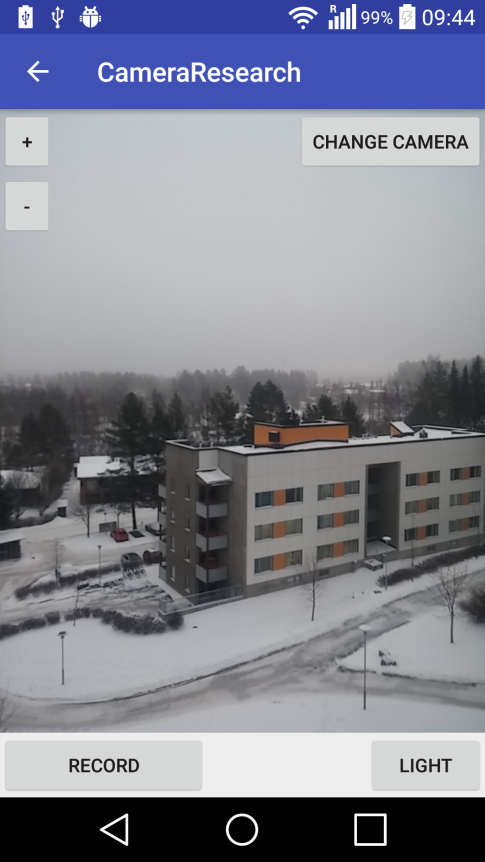 R
99%
09:44
CameraResearch
+
CHANGE CAMERA
-
RECORD
LIGHT